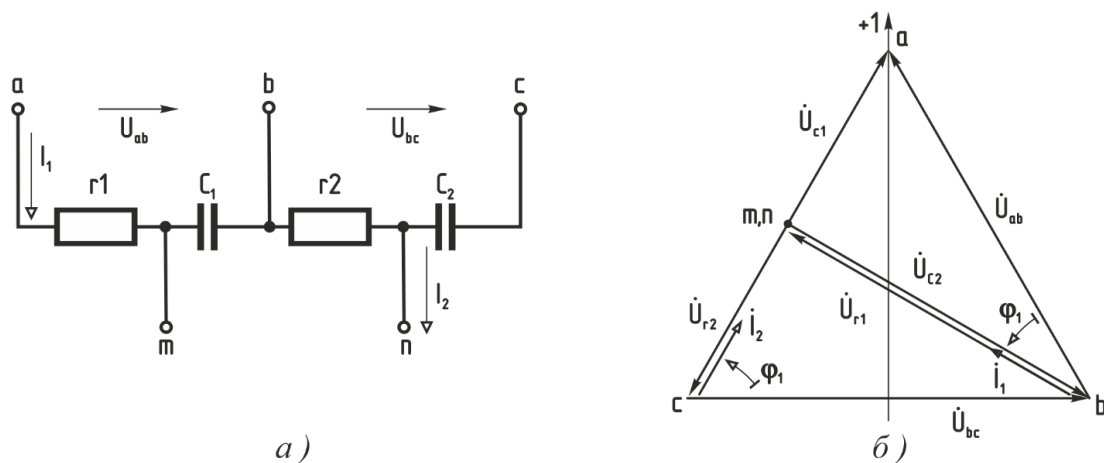 a
b
c
U_ab
U_bc
I_1
r1
C_1
r2
C_2
I_2
m
n
а )
+1
a
U̇_c1
m,n
U̇_ab
U̇_C2
U̇_r1
U̇_r2
İ_2
φ_1
φ_1
İ_1
c
b
U̇_bc
б )